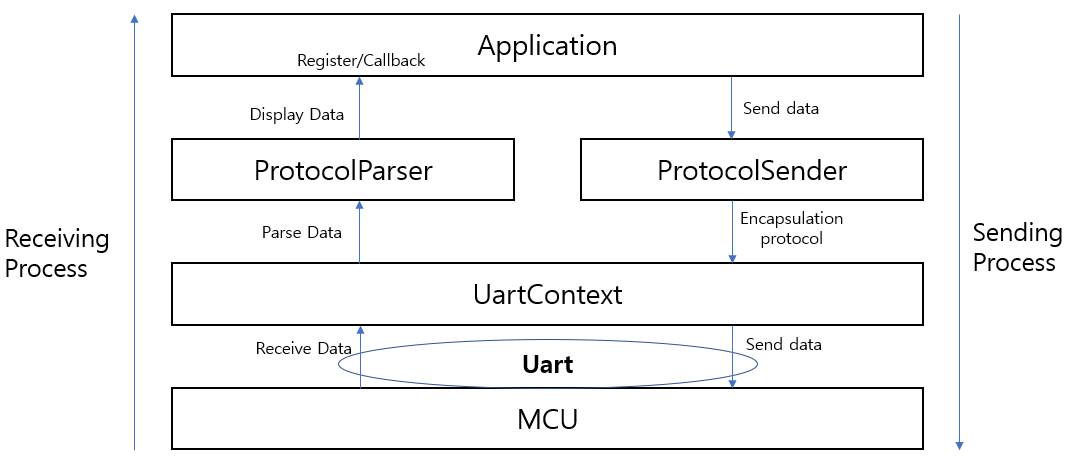 Application
Register/Callback
Display Data
Send data
ProtocolParser
ProtocolSender
Parse Data
Encapsulation
protocol
Receiving
Process
Sending
Process
UartContext
Receive Data
Uart
Send data
MCU